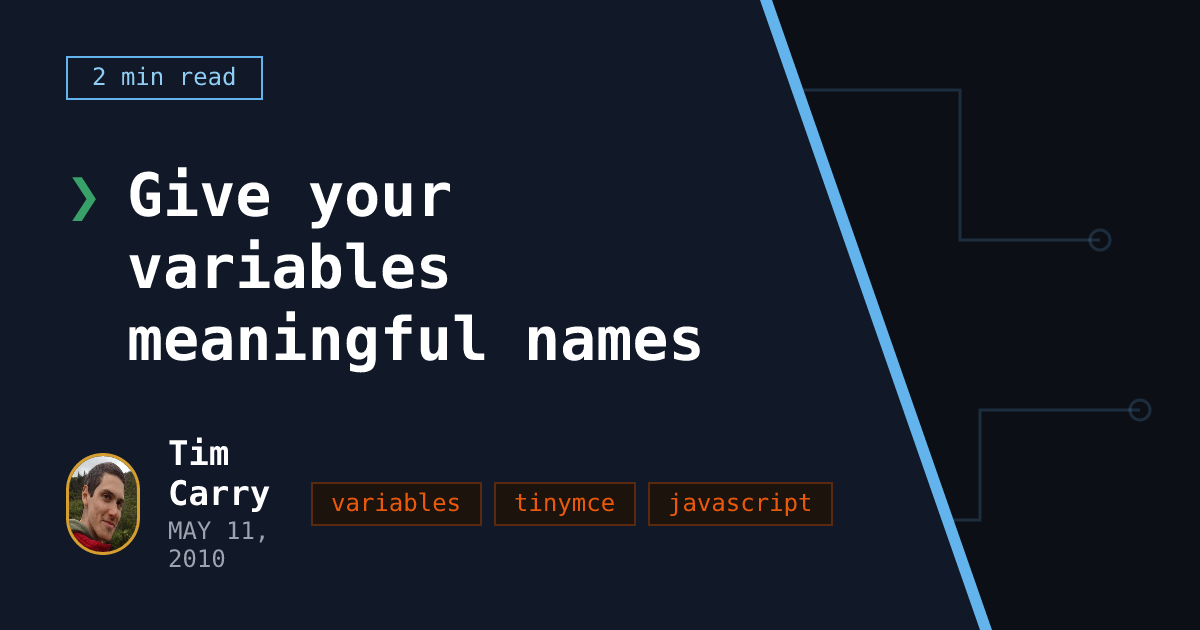 2 min read
❯ Give your
variables
meaningful names
Tim
Carry
MAY 11,
2010
variables
tinymce
javascript